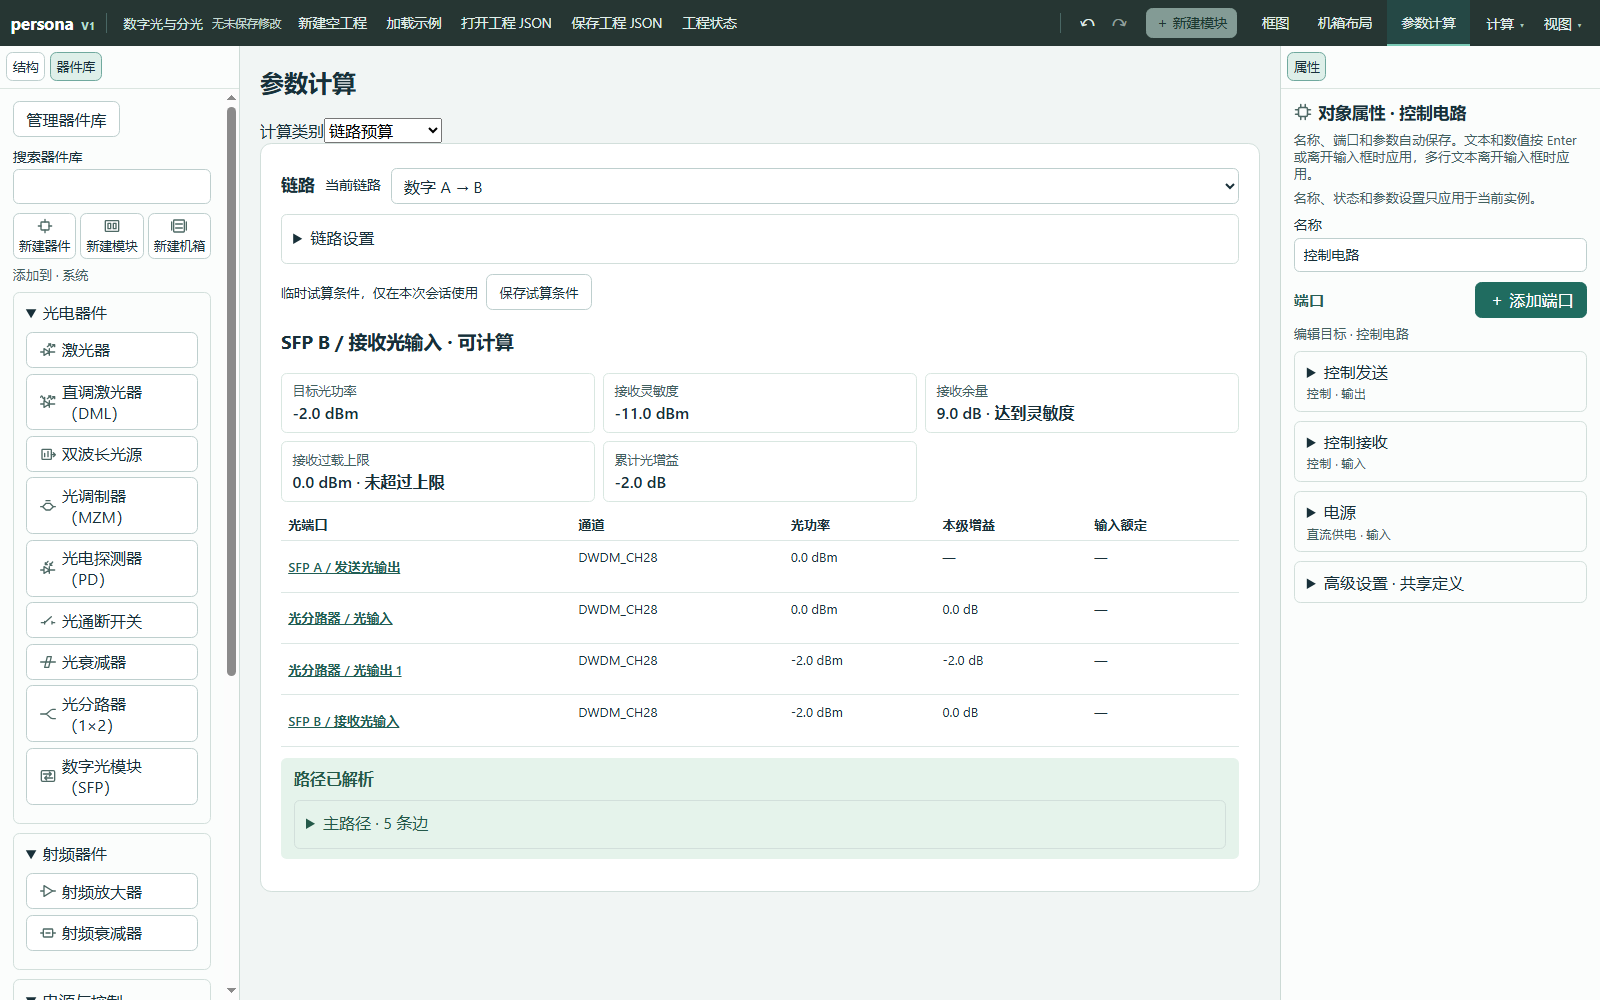 persona V1
数字光与分光 无未保存修改 新建空工程 加载示例 打开工程 JSON 保存工程 JSON 工程状态
+ 新建模块 框图 机箱布局 参数计算 计算 视图
结构 器件库
管理器件库
搜索器件库
新建器件 新建模块 新建机箱
添加到 · 系统
▼ 光电器件
激光器
直调激光器
（DML）
双波长光源
光调制器
（MZM）
光电探测器
（PD）
光通断开关
光衰减器
光分路器
（1×2）
数字光模块
（SFP）
▼ 射频器件
射频放大器
射频衰减器
▼ 电源与控制
参数计算
计算类别 链路预算
链路 当前链路 数字 A → B
▶ 链路设置
临时试算条件，仅在本次会话使用 保存试算条件
SFP B / 接收光输入 · 可计算
目标光功率
-2.0 dBm
接收灵敏度
-11.0 dBm
接收余量
9.0 dB · 达到灵敏度
接收过载上限
0.0 dBm · 未超过上限
累计光增益
-2.0 dB
光端口 通道 光功率 本级增益 输入额定
SFP A / 发送光输出 DWDM_CH28 0.0 dBm — —
光分路器 / 光输入 DWDM_CH28 0.0 dBm 0.0 dB —
光分路器 / 光输出 1 DWDM_CH28 -2.0 dBm -2.0 dB —
SFP B / 接收光输入 DWDM_CH28 -2.0 dBm 0.0 dB —
路径已解析
▶ 主路径 · 5 条边
属性
对象属性 · 控制电路
名称、端口和参数自动保存。文本和数值按 Enter
或离开输入框时应用，多行文本离开输入框时应
用。
名称、状态和参数设置只应用于当前实例。
名称
控制电路
端口 + 添加端口
编辑目标 · 控制电路
▶ 控制发送
控制 · 输出
▶ 控制接收
控制 · 输入
▶ 电源
直流供电 · 输入
▶ 高级设置 · 共享定义